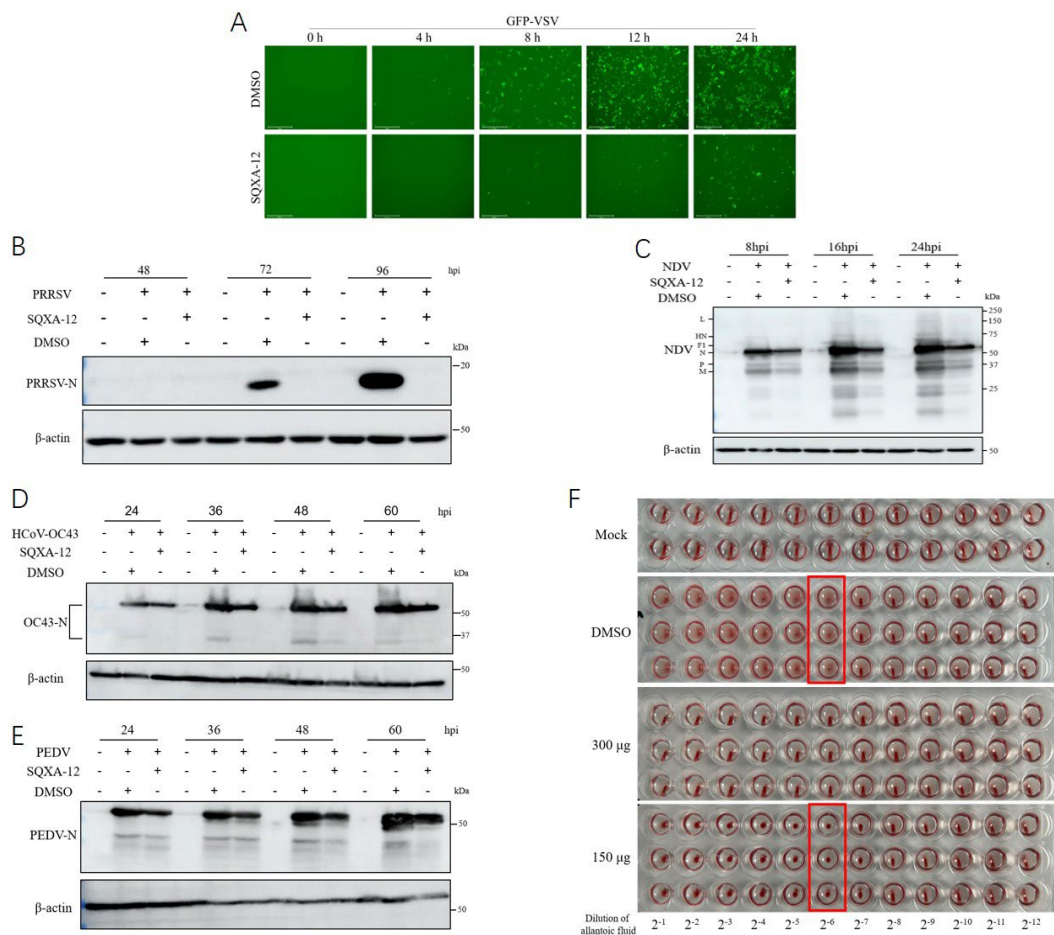 A
GFP-VSV
0 h 4 h 8 h 12 h 24 h
DMSO
SQXA-12
B
48 72 96 hpi
PRRSV - + + - + + - + +
SQXA-12 - - + - - + - - +
DMSO - + - - + - - + -
kDa
20
PRRSV-N
β-actin
50
C
8hpi 16hpi 24hpi
NDV - + + - + + - + +
SQXA-12 - - + - - + - - +
DMSO - + - - + - - + -
kDa
L
HN
F1
N
P
M
NDV
250
150
75
50
37
25
β-actin
50
D
24 36 48 60 hpi
HCoV-OC43 - + + - + + - + + - + +
SQXA-12 - - + - - + - - + - - +
DMSO - + - - + - - + - - + -
kDa
50
OC43-N
37
β-actin
50
E
24 36 48 60 hpi
PEDV - + + - + + - + + - + +
SQXA-12 - - + - - + - - + - - +
DMSO - + - - + - - + - - + -
kDa
50
PEDV-N
β-actin
50
F
Mock
DMSO
300 μg
150 μg
Dilution of
allantoic fluid
2-1 2-2 2-3 2-4 2-5 2-6 2-7 2-8 2-9 2-10 2-11 2-12